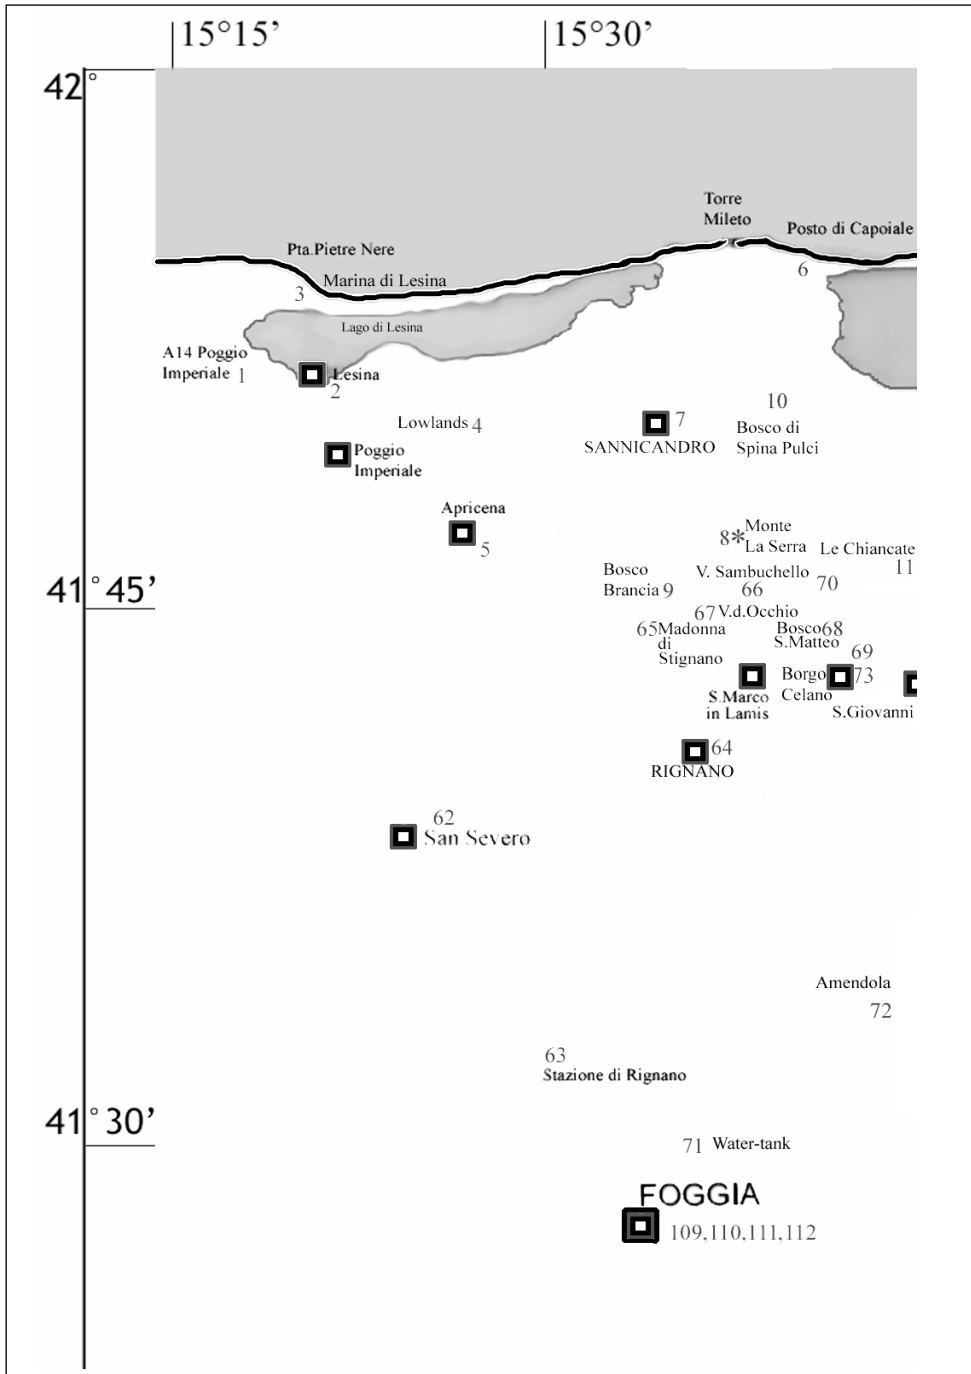 15°15’ 15°30’
42°
Torre
Mileto
Posto di Capoiale
Pta.Pietre Nere
6
Marina di Lesina
3
Lago di Lesina
A14 Poggio
Imperiale 1
Lesina
2
10
Lowlands 4
7
SANNICANDRO
Bosco di
Spina Pulci
Poggio
Imperiale
Apricena
5
8* Monte
La Serra
Le Chiancate
11
Bosco
Brancia 9
V. Sambuchello
66
70
41°45’
67 V.d.Occhio
65 Madonna
di
Stignano
Bosco 68
S.Matteo
69
Borgo
Celano
73
S.Marco
in Lamis
S.Giovanni
64
RIGNANO
62
San Severo
Amendola
72
63
Stazione di Rignano
41°30’
71 Water-tank
FOGGIA
109,110,111,112